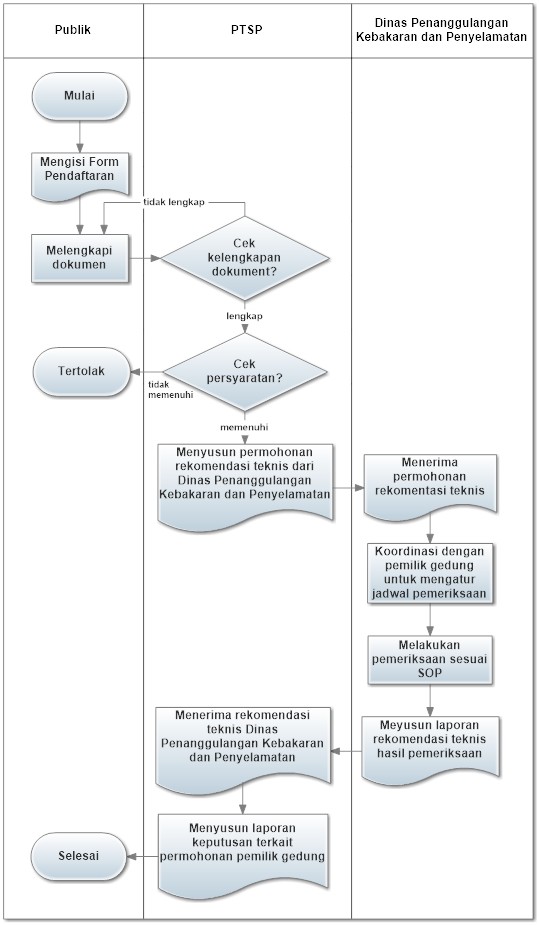 Publik
PTSP
Dinas Penanggulangan
Kebakaran dan Penyelamatan
Mulai
Mengisi Form
Pendaftaran
tidak lengkap
Melengkapi
dokumen
Cek
kelengkapan
dokument?
lengkap
Tertolak
tidak
memenuhi
Cek
persyaratan?
memenuhi
Menyusun permohonan
rekomendasi teknis dari
Dinas Penanggulangan
Kebakaran dan Penyelamatan
Menerima
permohonan
rekomentasi teknis
Koordinasi dengan
pemilik gedung
untuk mengatur
jadwal pemeriksaan
Melakukan
pemeriksaan sesuai
SOP
Meyusun laporan
rekomendasi teknis
hasil pemeriksaan
Menerima rekomendasi
teknis Dinas
Penanggulangan Kebakaran
dan Penyelamatan
Menyusun laporan
keputusan terkait
permohonan pemilik gedung
Selesai